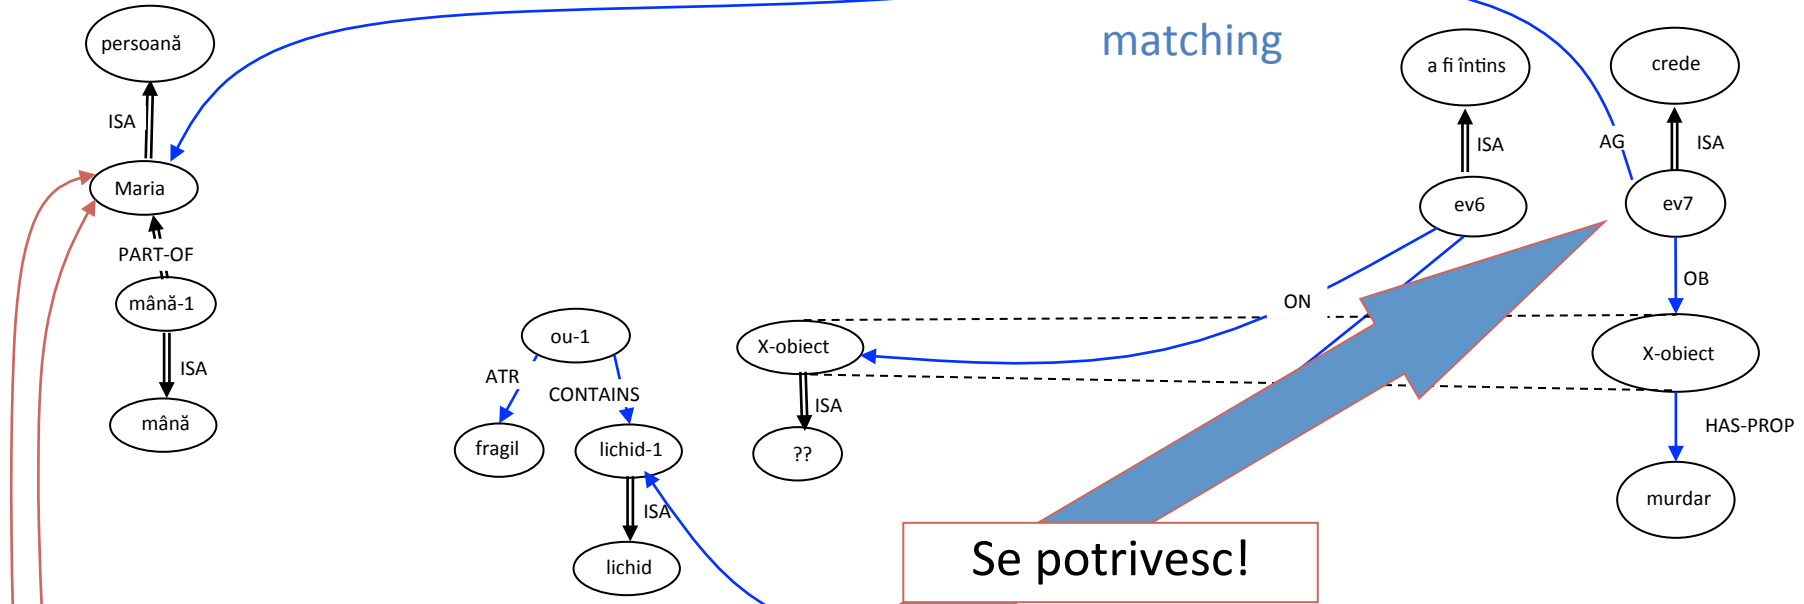 matching
persoană
a fi întins
crede
ISA
AG
ISA
ISA
Maria
ev6
ev7
PART-OF
OB
mână-1
ON
ou-1
X-obiect
X-obiect
ISA
ATR
CONTAINS
ISA
mână
HAS-PROP
fragil
lichid-1
??
murdar
ISA
Se potrivesc!
lichid